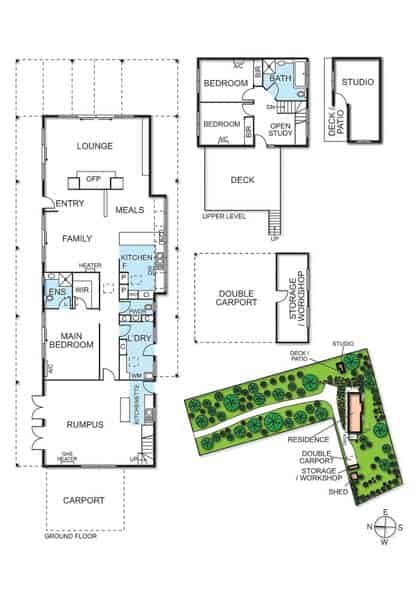 LOUNGE
OFP
ENTRY
MEALS
FAMILY
KITCHEN
F
HEATER
P
P
ENS
WIR
PWDR
MAIN
BEDROOM
A/C
C
L'DRY
WM
KITCHENETTE
RUMPUS
GAS
HEATER
UP
CARPORT
GROUND FLOOR
A/C
BEDROOM
BIR
BATH
DN
BEDROOM
BIR
A/C
OPEN
STUDY
DECK
UPPER LEVEL
UP
STUDIO
DECK /
PATIO
DOUBLE
CARPORT
STORAGE
/ WORKSHOP
STUDIO
DECK /
PATIO
RESIDENCE
DOUBLE
CARPORT
STORAGE
/ WORKSHOP
SHED
E
N
S
W